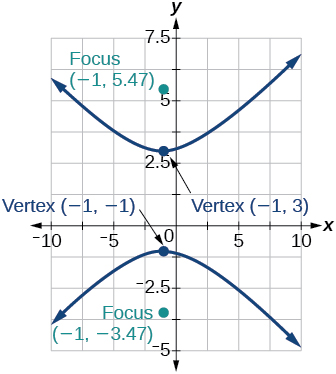 y
7.5
Focus
(−1, 5.47)
5
2.5
Vertex (−1, −1)
Vertex (−1, 3)
x
−10
−5
0
5
10
−2.5
Focus
(−1, −3.47)
−5